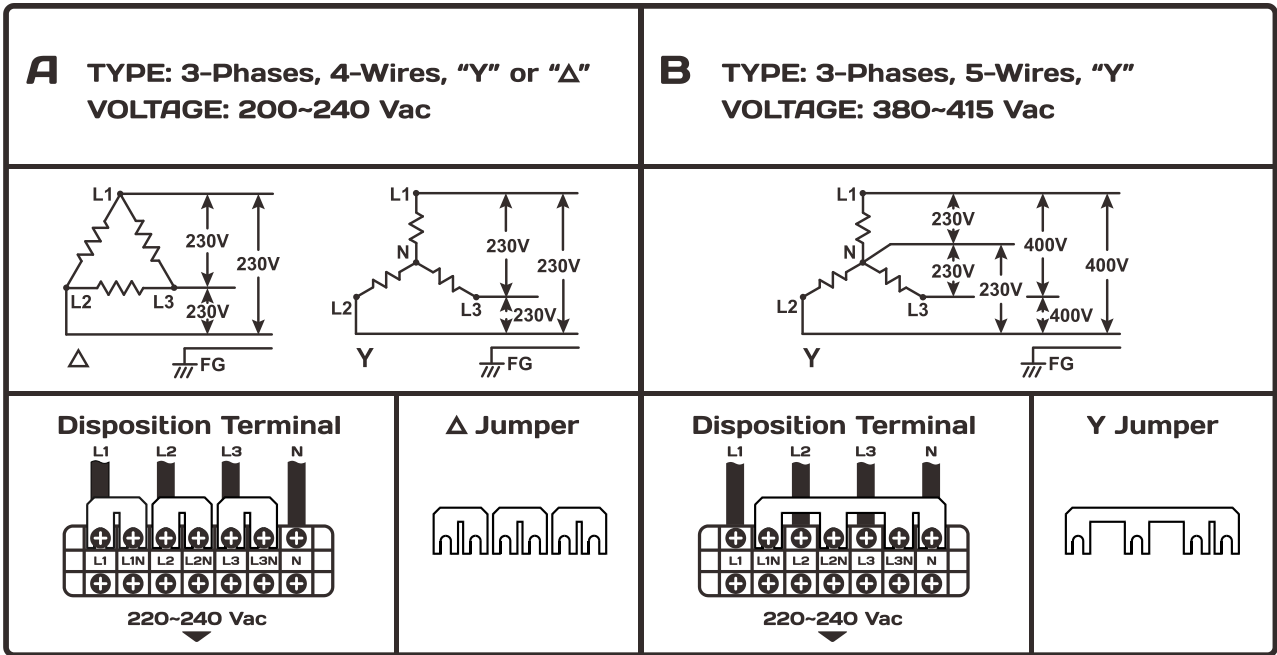 A
TYPE: 3-Phases, 4-Wires, “Y” or “Δ”
VOLTAGE: 200~240 Vac
B
TYPE: 3-Phases, 5-Wires, “Y”
VOLTAGE: 380~415 Vac
L1
230V
230V
L2
L3
230V
Δ
FG
L1
N
230V
230V
L2
L3
230V
Y
FG
L1
230V
N
400V
230V
400V
230V
L2
L3
400V
Y
FG
Disposition Terminal
L1 L2 L3 N
L1 L1N L2 L2N L3 L3N N
220~240 Vac
Δ Jumper
Disposition Terminal
L1 L2 L3 N
L1 L1N L2 L2N L3 L3N N
220~240 Vac
Y Jumper